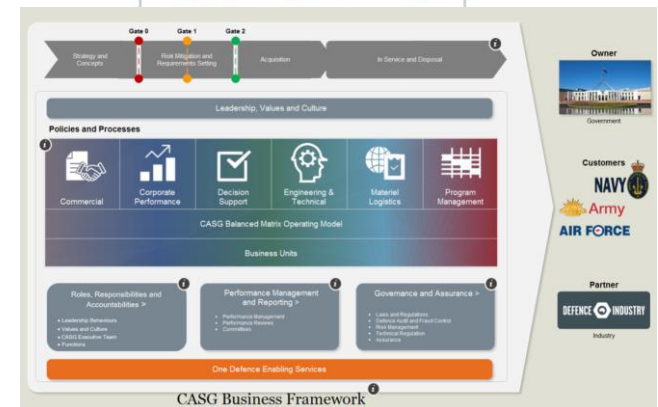 Gate 0 Gate 1 Gate 2
Strategy and
Concepts
Risk Mitigation and
Requirements Setting
Acquisition
In Service and Disposal
i
Leadership, Values and Culture
Policies and Processes
i
Commercial
Corporate
Performance
Decision
Support
Engineering &
Technical
Materiel
Logistics
Program
Management
CASG Balanced Matrix Operating Model
Business Units
i
Roles, Responsibilities and
Accountabilities >
• Leadership Behaviours
• Values and Culture
• CASG Executive Team
• Functions
i
Performance Management
and Reporting >
• Performance Management
• Performance Reviews
• Committees
i
Governance and Assurance >
• Laws and Regulations
• Defence Audit and Fraud Control
• Risk Management
• Technical Regulation
• Assurance
One Defence Enabling Services
CASG Business Framework
i
Owner
Government
Customers
NAVY
Army
AIR FORCE
Partner
DEFENCE INDUSTRY
Industry